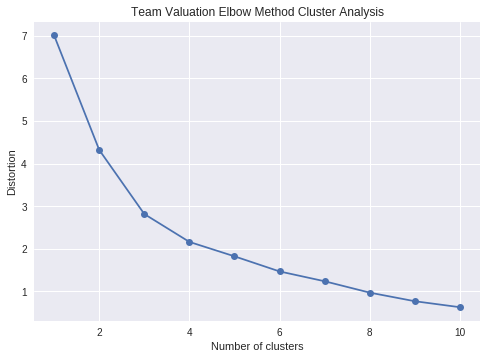 Team Valuation Elbow Method Cluster Analysis
7
6
5
4
3
2
1
Distortion
2 4 6 8 10
Number of clusters